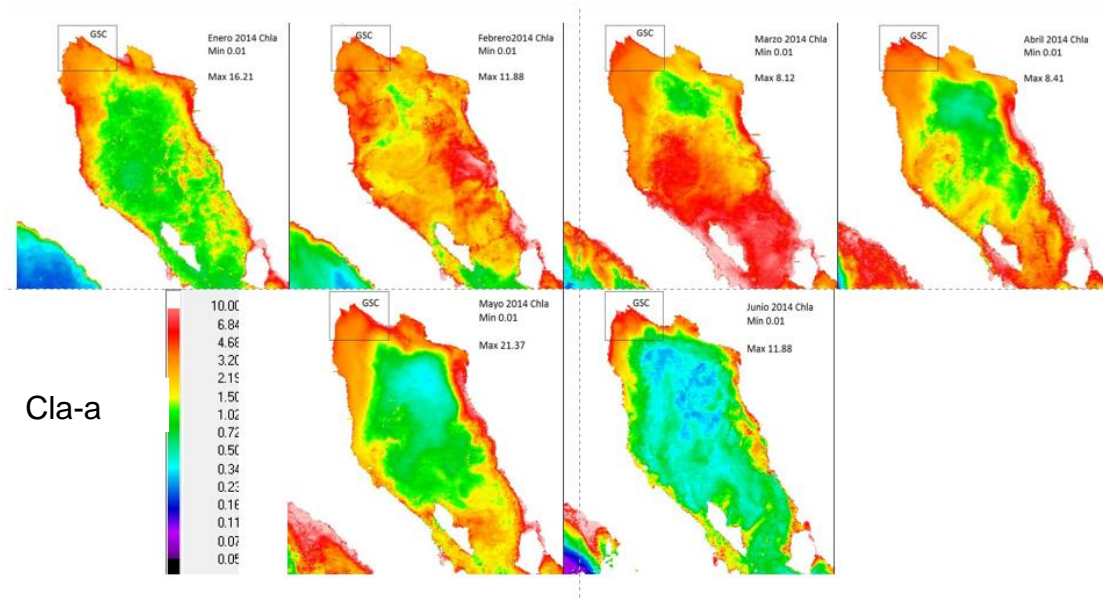 GSC
Enero 2014 Chla
Min 0.01
Max 16.21
GSC
Febrero2014 Chla
Min 0.01
Max 11.88
GSC
Marzo 2014 Chla
Min 0.01
Max 8.12
GSC
Abril 2014 Chla
Min 0.01
Max 8.41
Cla-a
10.00
6.84
4.68
3.20
2.19
1.50
1.02
0.72
0.50
0.34
0.23
0.16
0.11
0.07
0.05
GSC
Mayo 2014 Chla
Min 0.01
Max 21.37
GSC
Junio 2014 Chla
Min 0.01
Max 11.88